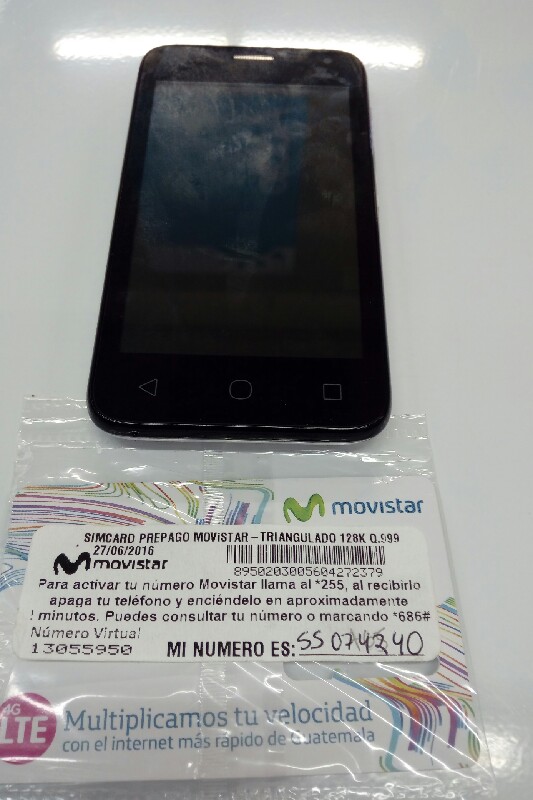 movistar
SIMCARD PREPAGO MOViSTAR-TRIANGULADO 128K Q.999
27/06/2016
movistar
8950203005604272379
Para activar tu número Movistar llama al *255, al recibirlo
apaga tu teléfono y enciéndelo en aproximadamente
minutos. Puedes consultar tu número o marcando *686#
Número Virtual
13055950 MI NUMERO ES:
4G
LTE
Multiplicamos tu velocidad
con el internet más rápido de Guatemala